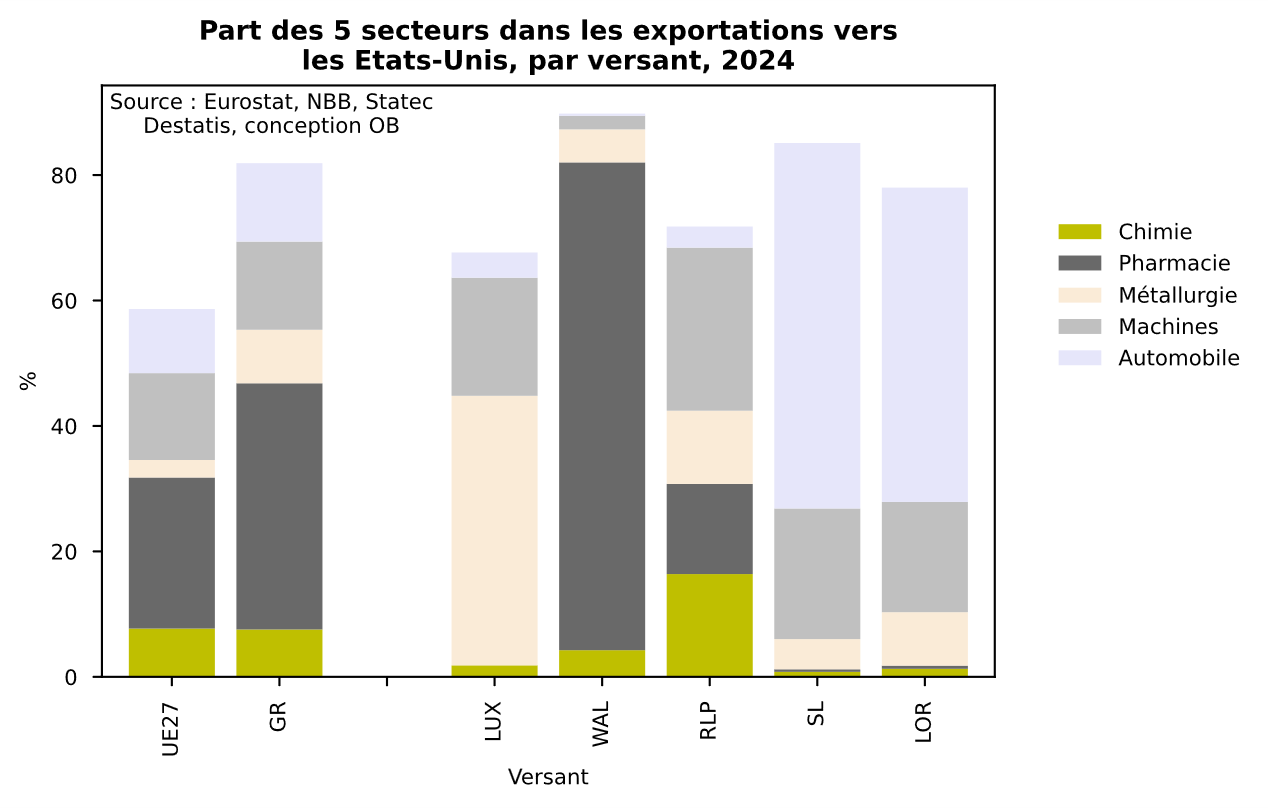 Part des 5 secteurs dans les exportations vers
les Etats-Unis, par versant, 2024
Source : Eurostat, NBB, Statec
Destatis, conception OB
80
60
40
20
0
%
UE27
GR
LUX
WAL
RLP
SL
LOR
Versant
Chimie
Pharmacie
Métallurgie
Machines
Automobile